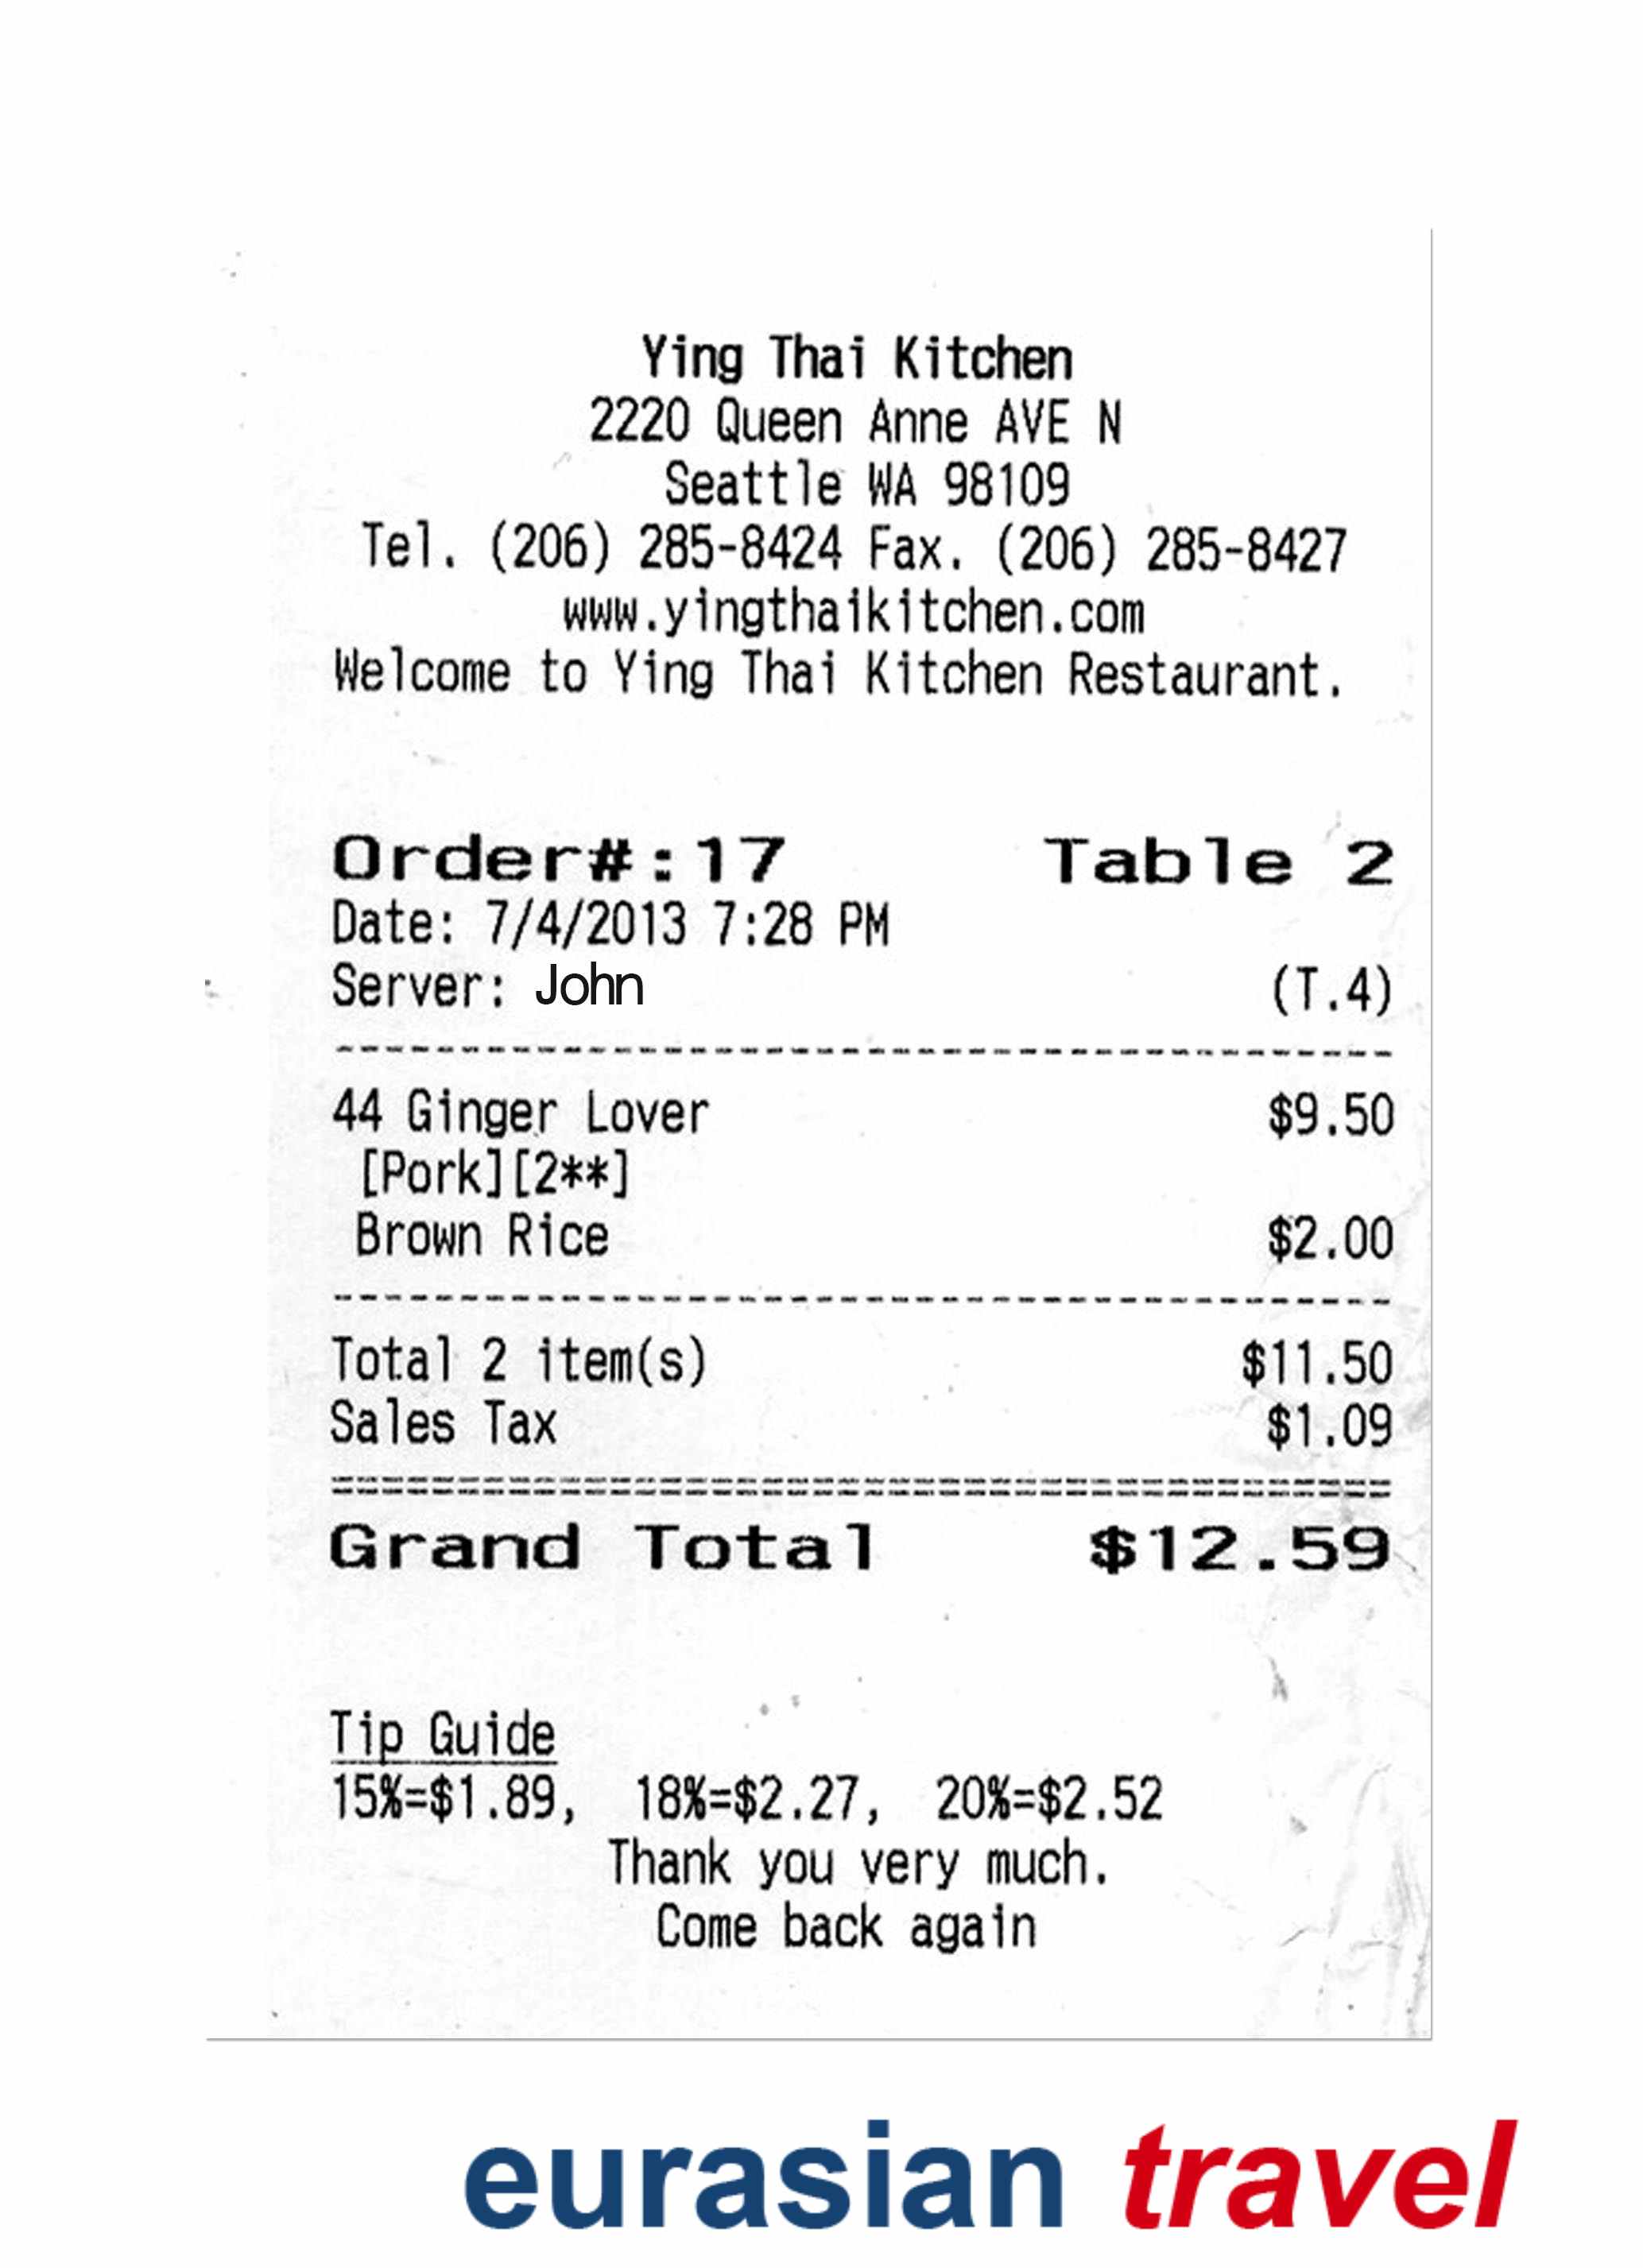 Ying Thai Kitchen
2220 Queen Anne AVE N
Seattle WA 98109
Tel. (206) 285-8424 Fax. (206) 285-8427
www.yingthaikitchen.com
Welcome to Ying Thai Kitchen Restaurant.
Order#:17 Table 2
Date: 7/4/2013 7:28 PM
Server: John (T.4)
44 Ginger Lover $9.50
[Pork][2**]
Brown Rice $2.00
Total 2 item(s) $11.50
Sales Tax $1.09
Grand Total $12.59
Tip Guide
15%=$1.89, 18%=$2.27, 20%=$2.52
Thank you very much.
Come back again
eurasian travel